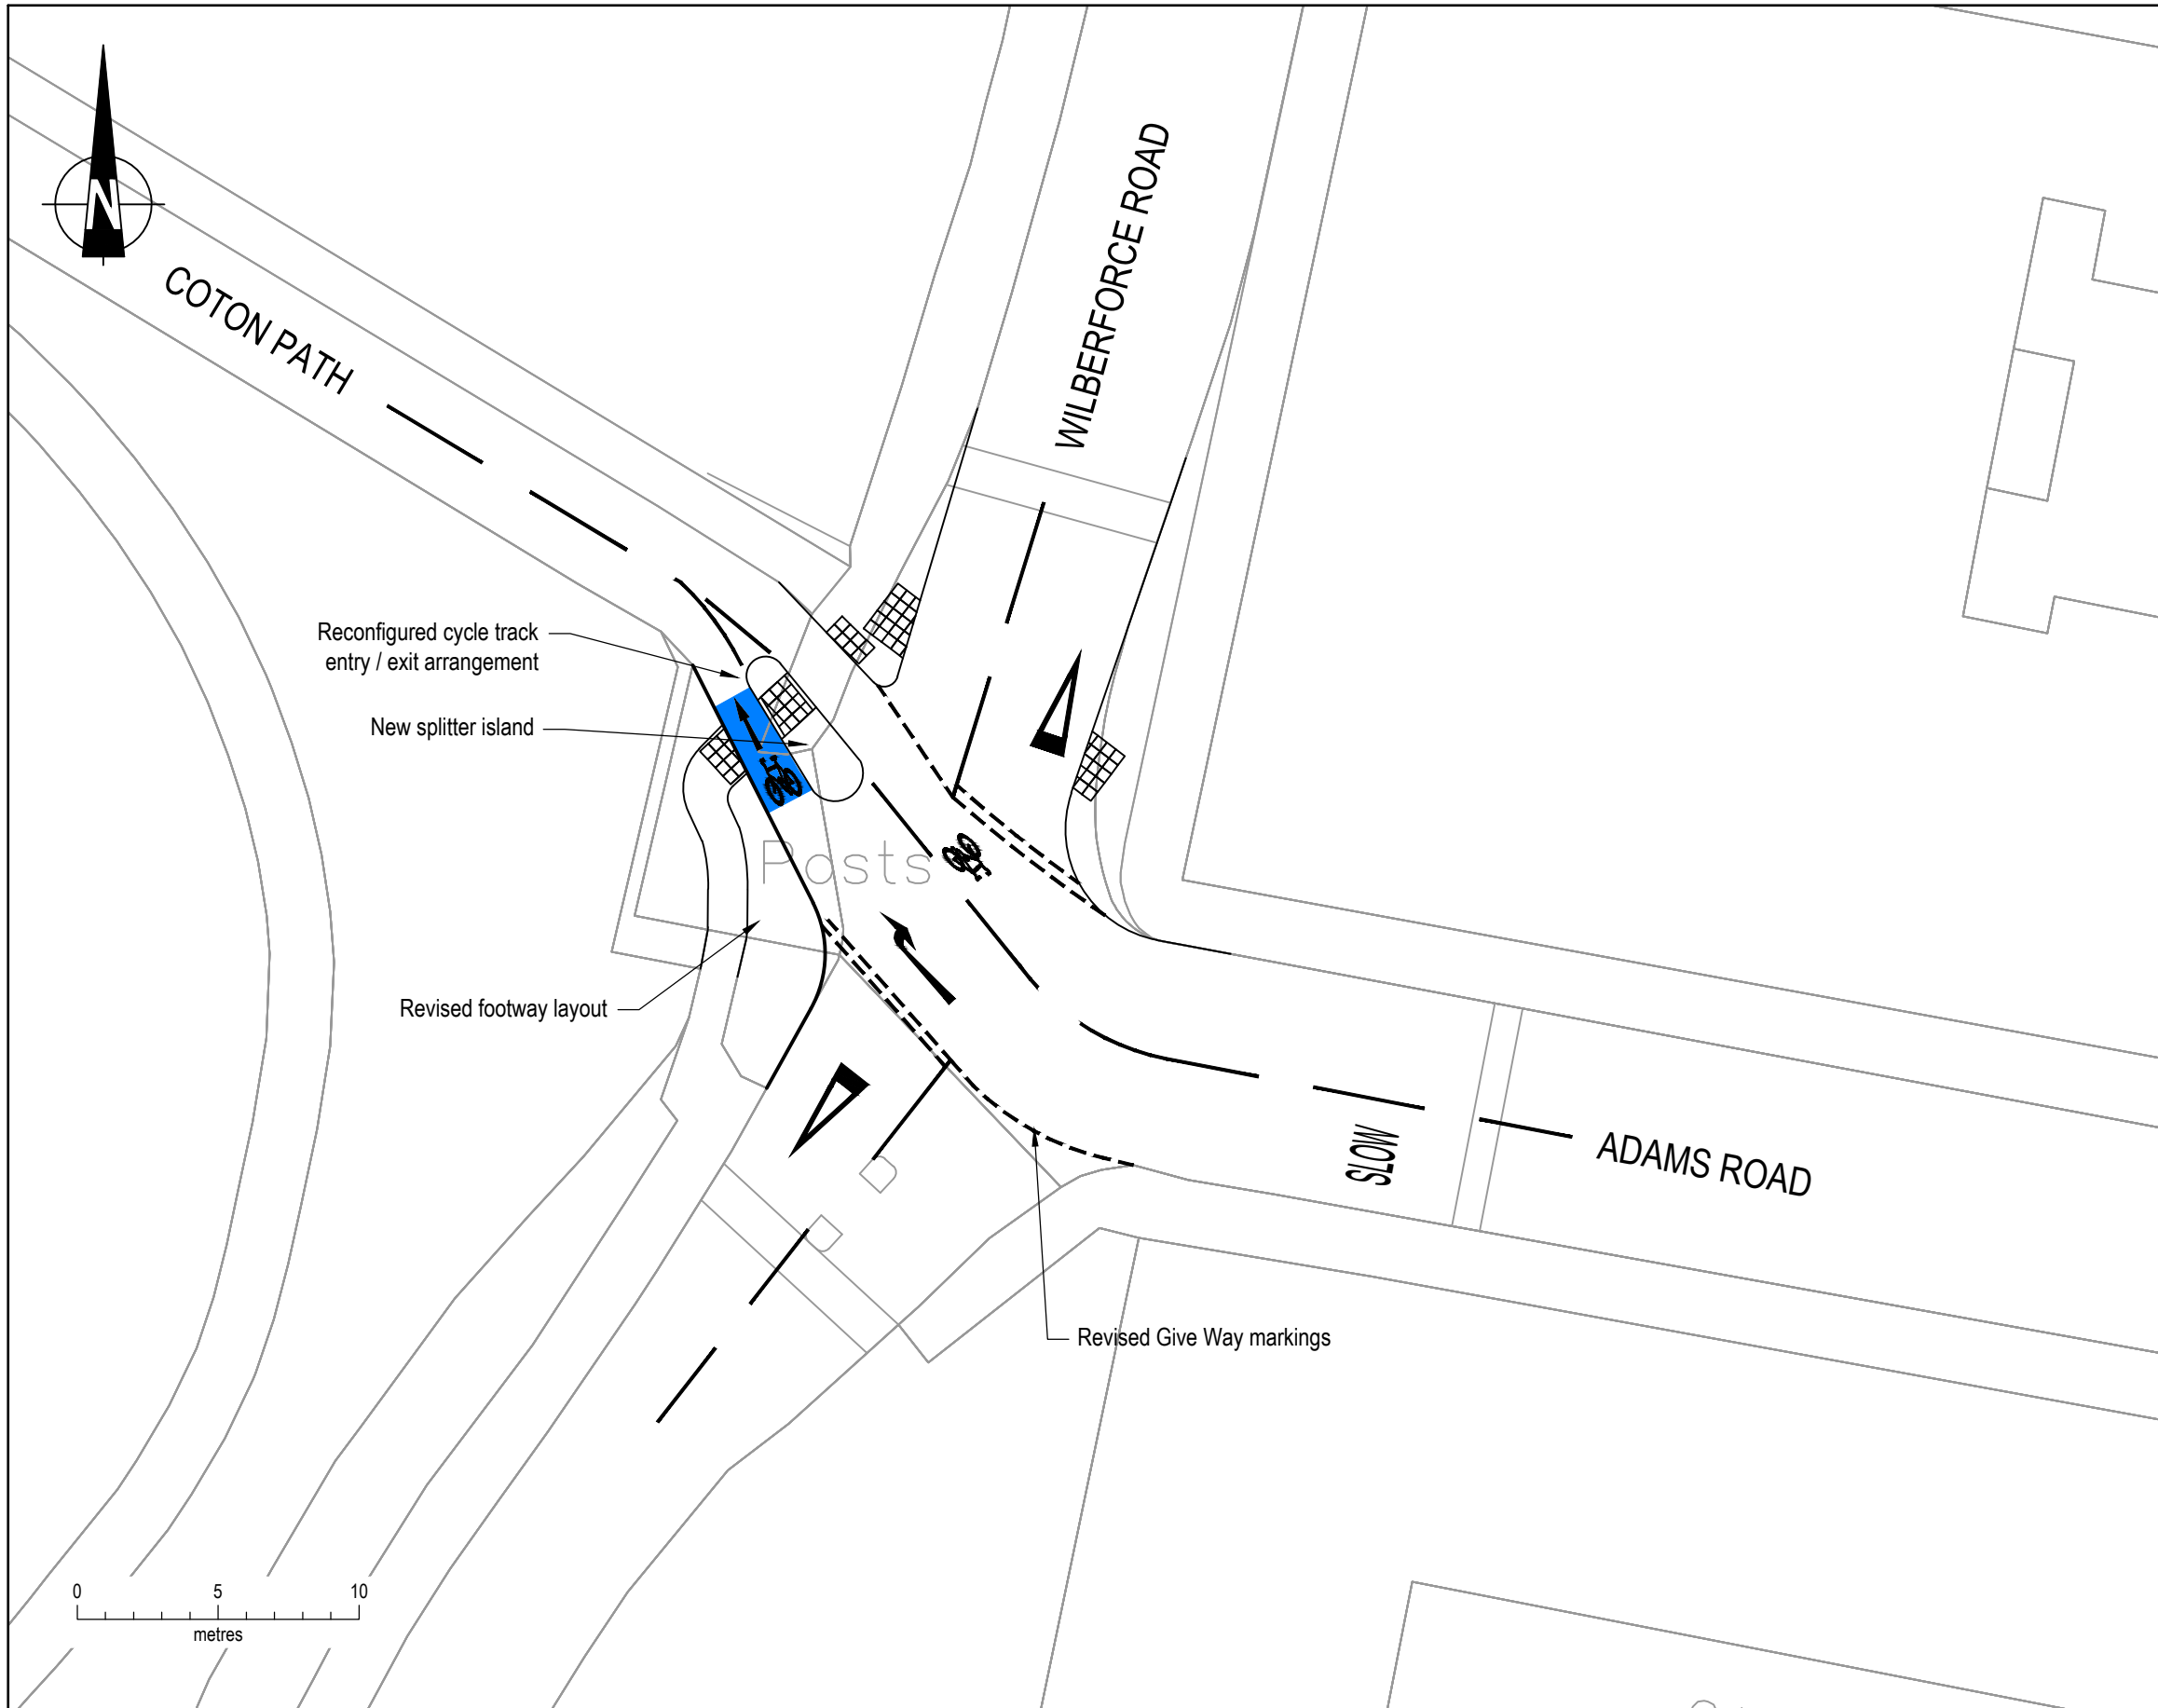 N
COTON PATH
WILBERFORCE ROAD
Reconfigured cycle track
entry / exit arrangement
New splitter island
Posts
Revised footway layout
SLOW
ADAMS ROAD
Revised Give Way markings
0 5 10
metres